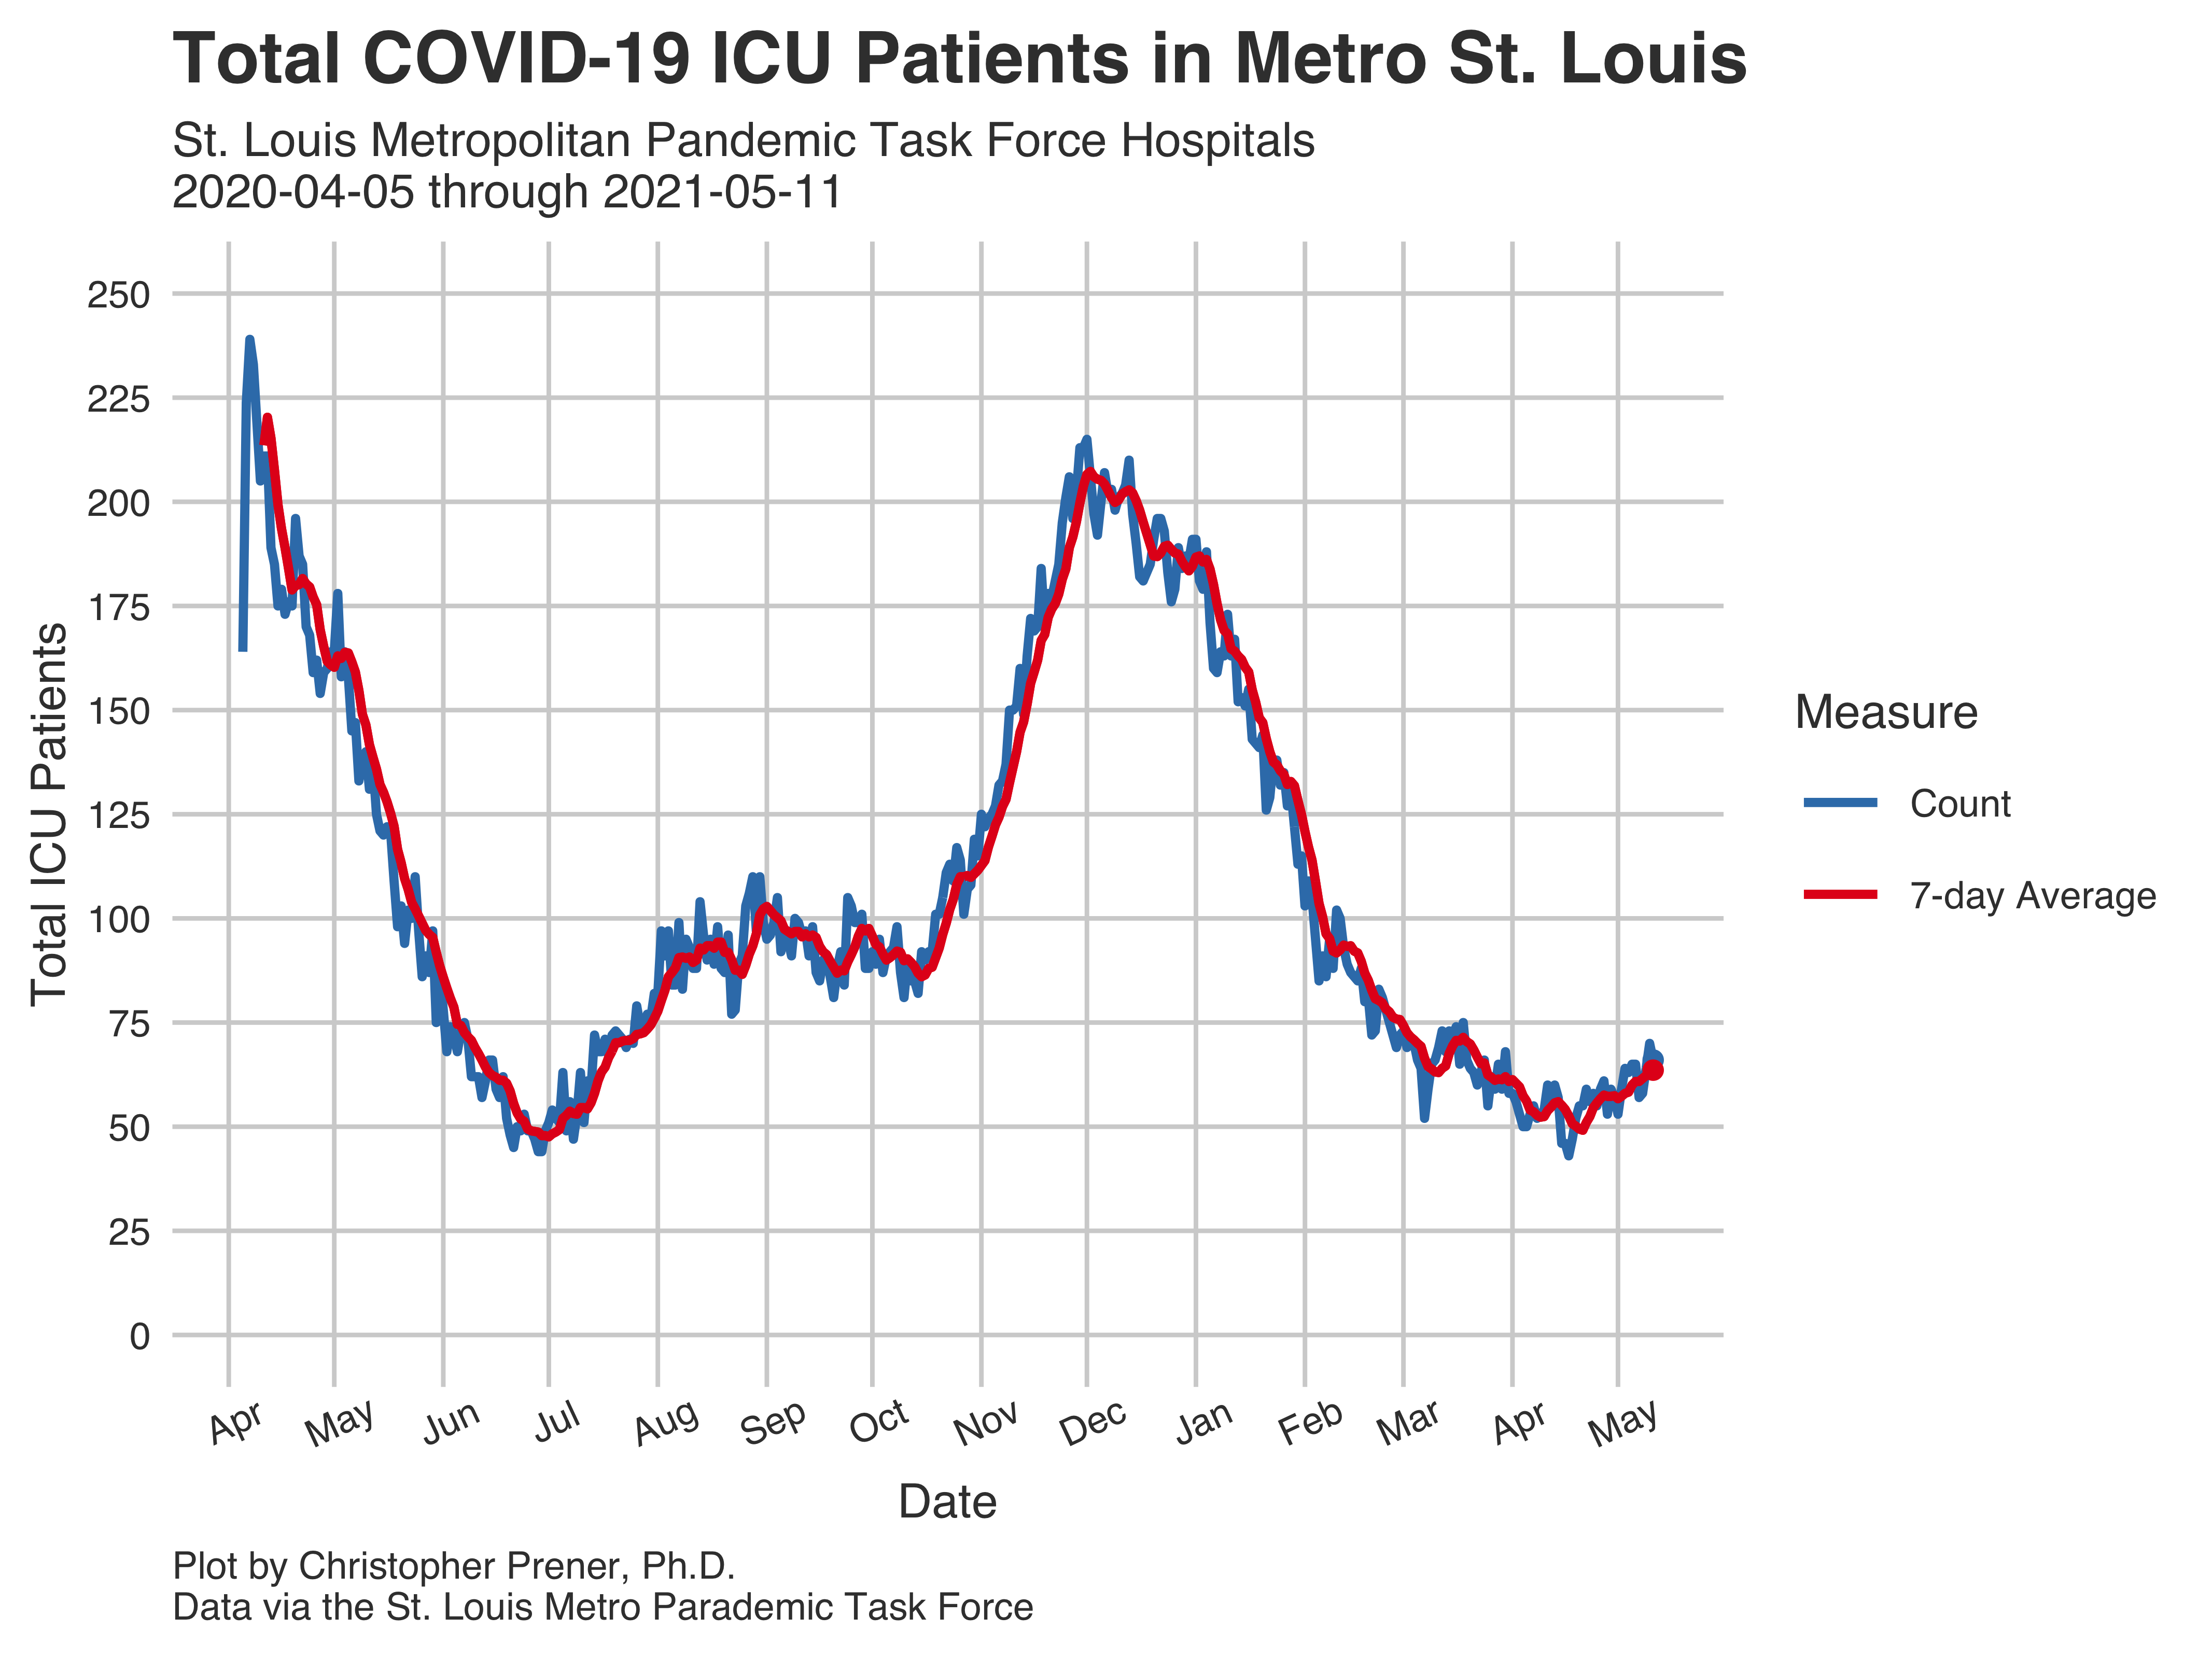 Total COVID-19 ICU Patients in Metro St. Louis
St. Louis Metropolitan Pandemic Task Force Hospitals
2020-04-05 through 2021-05-11
250
225
200
175
150
125
100
75
50
25
0
Total ICU Patients
Apr
May
Jun
Jul
Aug
Sep
Oct
Nov
Dec
Jan
Feb
Mar
Apr
May
Date
Measure
Count
7-day Average
Plot by Christopher Prener, Ph.D.
Data via the St. Louis Metro Parademic Task Force